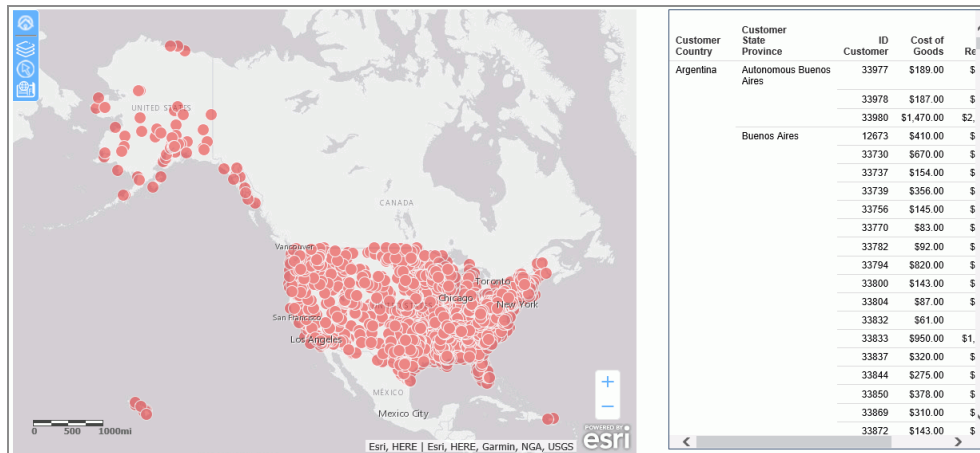 UNITED STATES
CANADA
Vancouver
Toronto
Chicago
New York
San Francisco
Los Angeles
MÉXICO
Mexico City
+
−
0 500 1000mi
POWERED BY
esri
Esri, HERE | Esri, HERE, Garmin, NGA, USGS
Customer
Customer State ID Cost of
Country Province Customer Goods Re
Argentina Autonomous Buenos 33977 $189.00 $
Aires
33978 $187.00 $
33980 $1,470.00 $2,
Buenos Aires 12673 $410.00 $
33730 $670.00 $
33737 $154.00 $
33739 $356.00 $
33756 $145.00 $
33770 $83.00 $
33782 $92.00 $
33794 $820.00 $
33800 $143.00 $
33804 $87.00 $
33832 $61.00
33833 $950.00 $1,
33837 $320.00 $
33844 $275.00 $
33850 $378.00 $
33869 $310.00 $
33872 $143.00 $